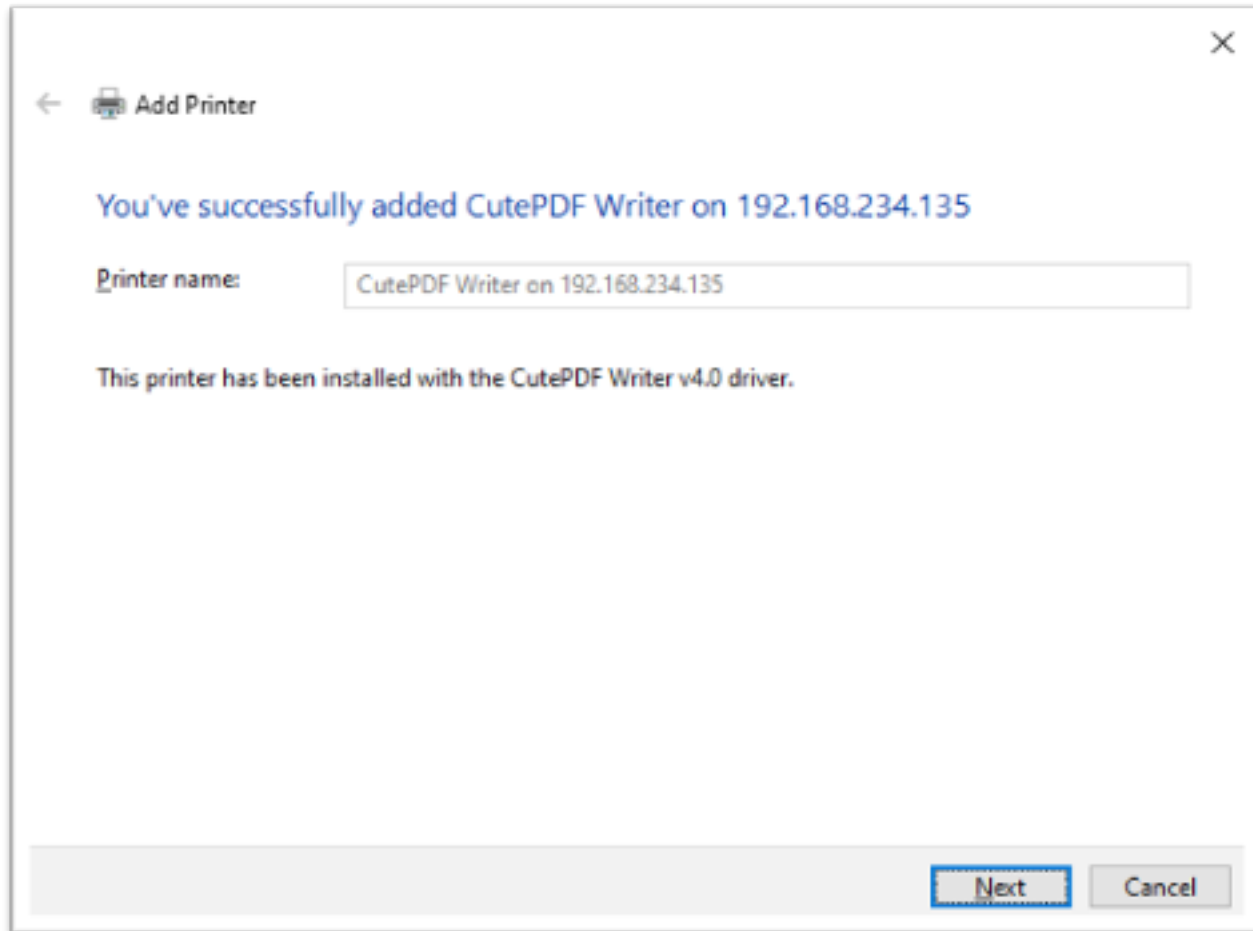 Add Printer
You've successfully added CutePDF Writer on 192.168.234.135
Printer name: CutePDF Writer on 192.168.234.135
This printer has been installed with the CutePDF Writer v4.0 driver.
Next Cancel